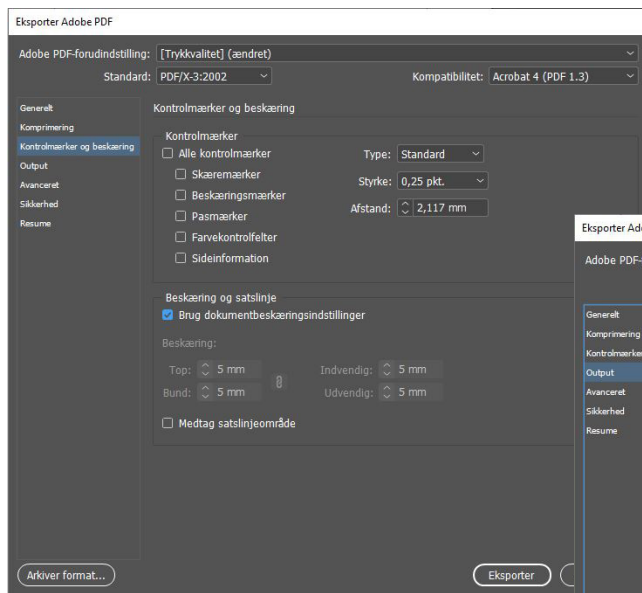 Eksporter Adobe PDF
Adobe PDF-forudindstilling: [Trykkvalitet] (ændret)
Standard: PDF/X-3:2002 Kompatibilitet: Acrobat 4 (PDF 1.3)
Generelt
Komprimering
Kontrolmærker og beskæring
Output
Avanceret
Sikkerhed
Resume
Kontrolmærker og beskæring
Kontrolmærker
Alle kontrolmærker
Skæremærker
Beskæringsmærker
Pasmærker
Farvekontrolfelter
Sideinformation
Type: Standard
Styrke: 0,25 pkt.
Afstand: 2,117 mm
Beskæring og satslinje
Brug dokumentbeskæringsindstillinger
Beskæring:
Top: 5 mm Indvendig: 5 mm
Bund: 5 mm Udvendig: 5 mm
Medtag satslinjeområde
Arkiver format... Eksporter
Eksporter Ado
Adobe PDF-
Generelt
Komprimering
Kontrolmærker
Output
Avanceret
Sikkerhed
Resume